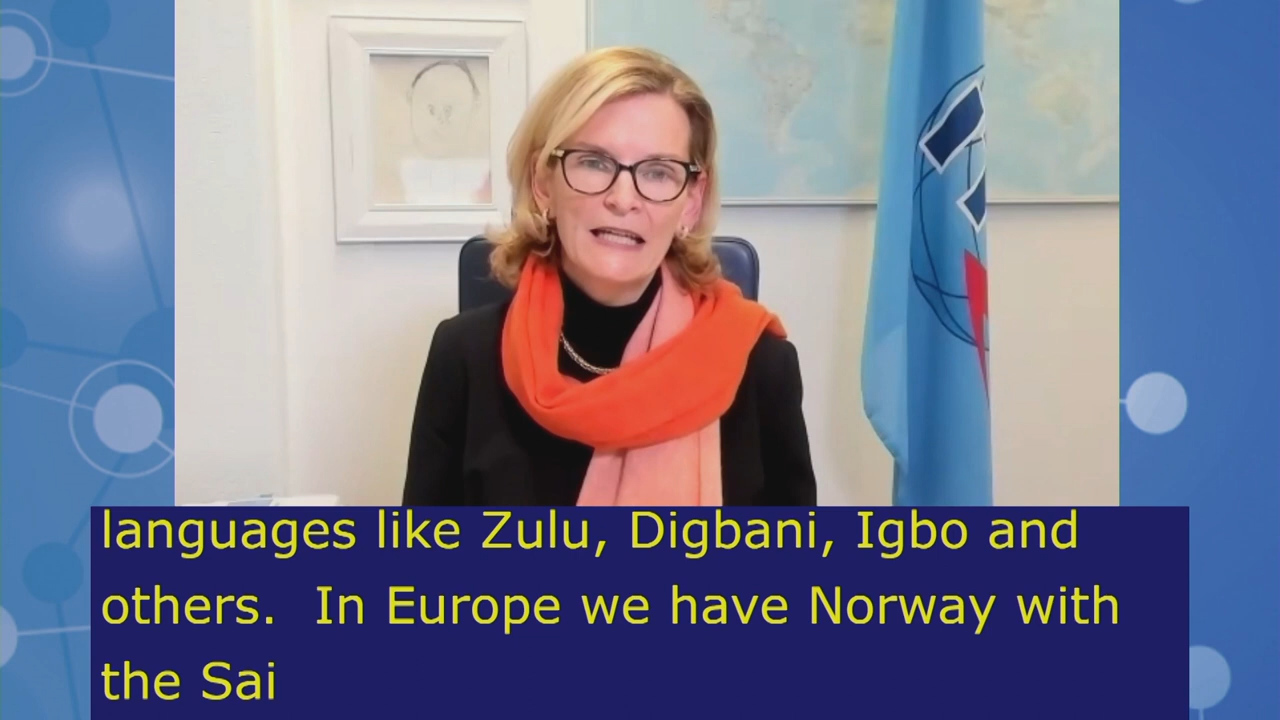 languages like Zulu, Digbani, Igbo and
others.  In Europe we have Norway with
the Sai